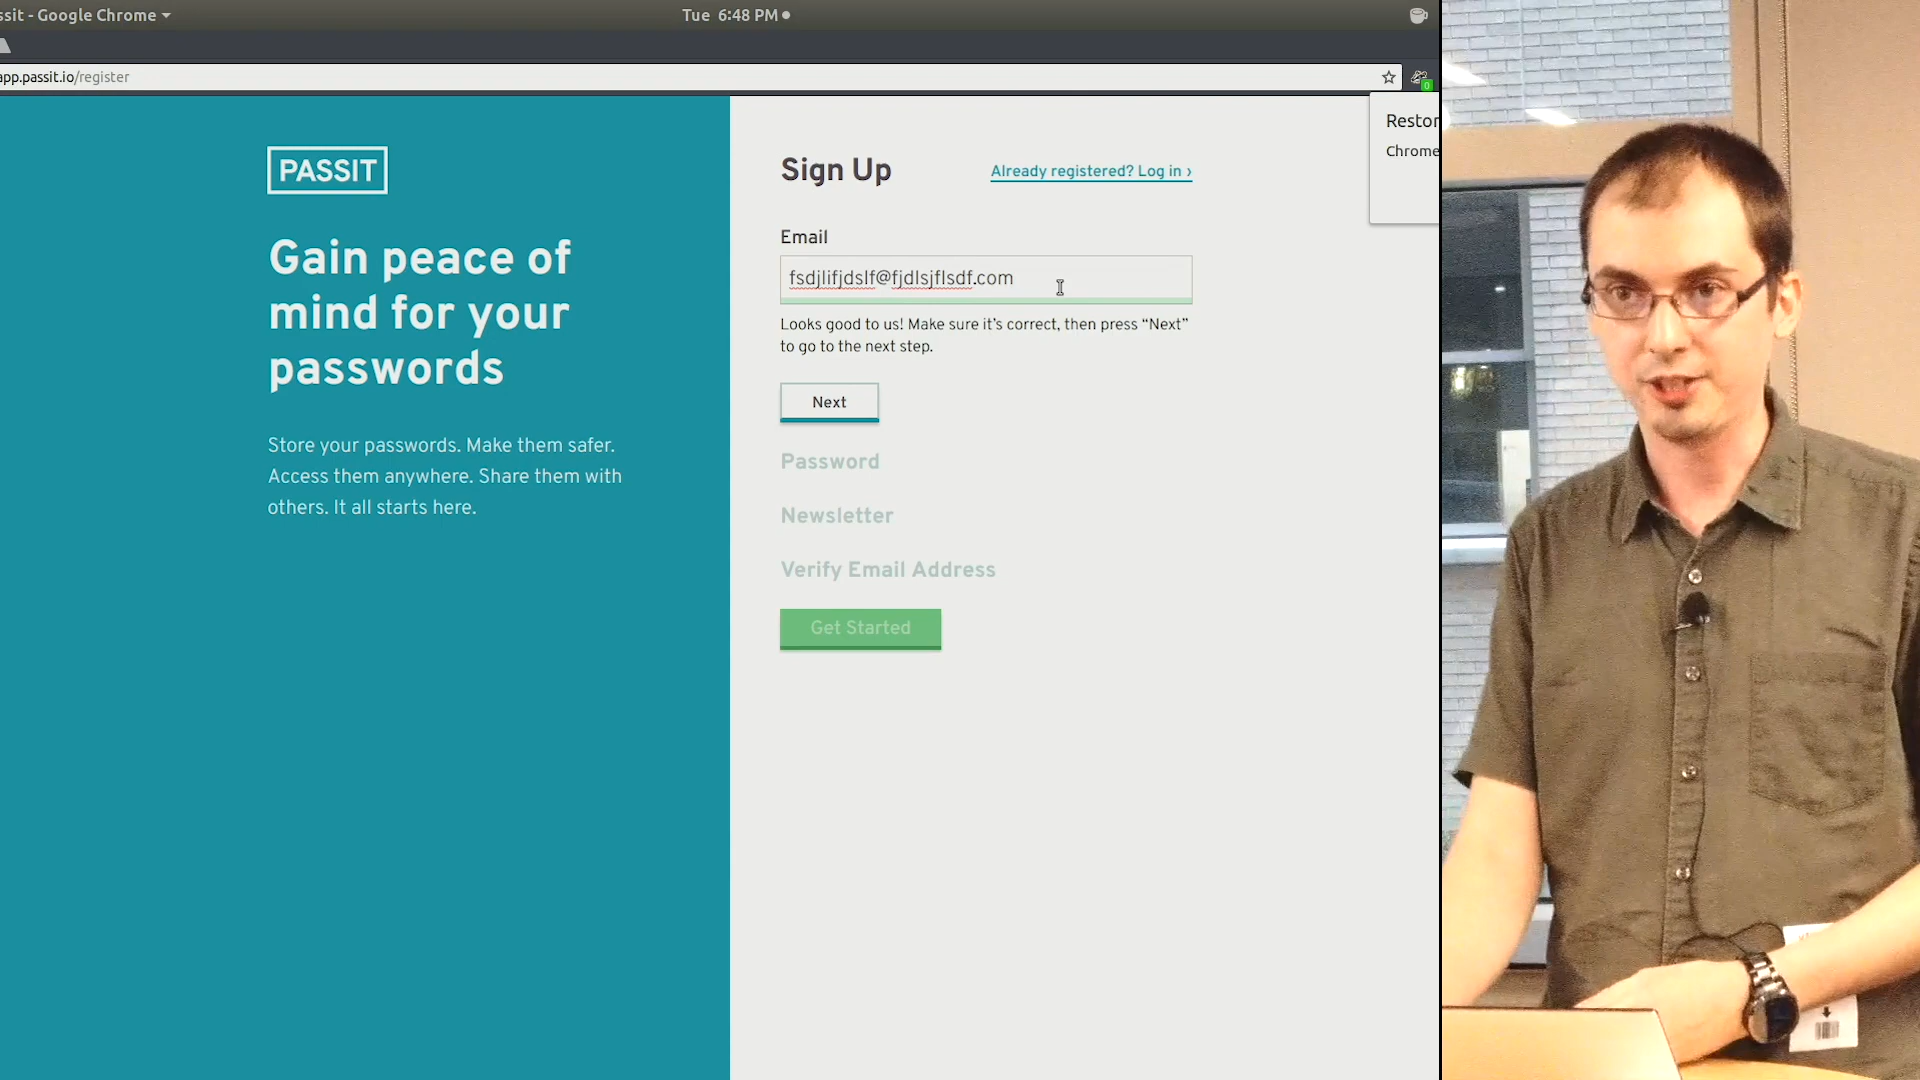 ssit - Google Chrome
Tue 6:48 PM
app.passit.io/register
Restor
Chrome
PASSIT
Gain peace of
mind for your
passwords
Store your passwords. Make them safer.
Access them anywhere. Share them with
others. It all starts here.
Sign Up
Already registered? Log in ›
Email
fsdjlifjdslf@fjdlsjflsdf.com
Looks good to us! Make sure it's correct, then press “Next”
to go to the next step.
Next
Password
Newsletter
Verify Email Address
Get Started
0